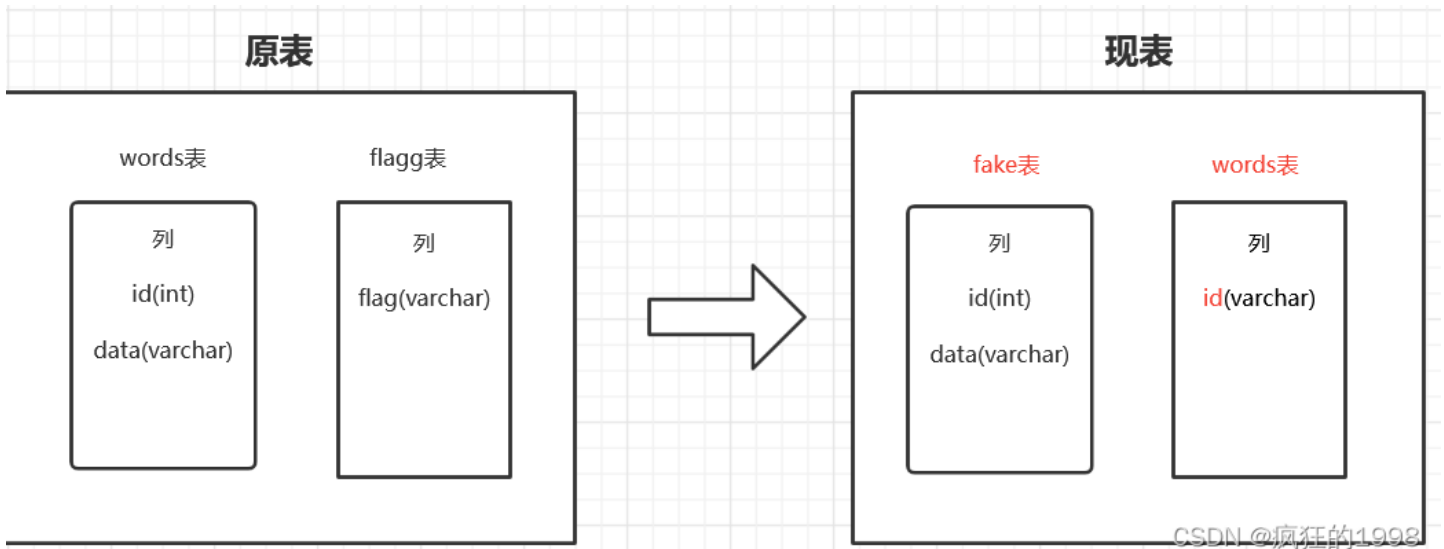 原表
现表
words表
flagg表
fake表
words表
列
id(int)
data(varchar)
列
flag(varchar)
列
id(int)
data(varchar)
列
id(varchar)
CSDN @疯狂的1998